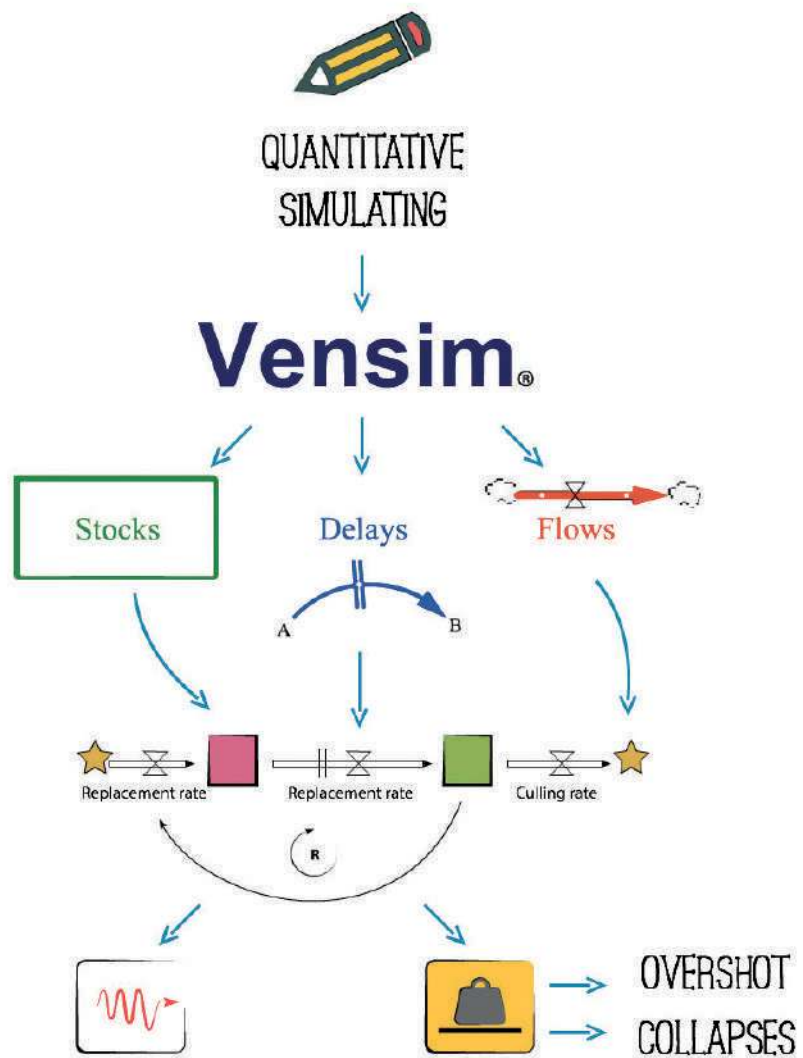 QUANTITATIVE
SIMULATING
Vensim®
Stocks
Delays
Flows
A
B
Replacement rate
Replacement rate
Culling rate
R
OVERSHOT
COLLAPSES